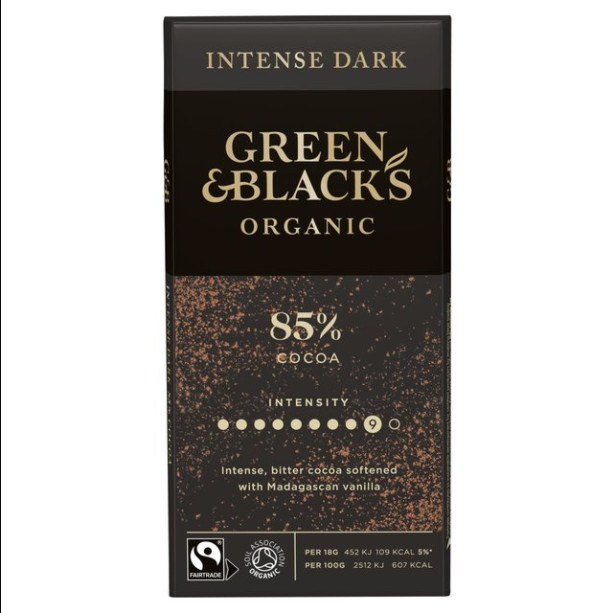 INTENSE DARK
GREEN
&BLACK'S
ORGANIC
85%
COCOA
INTENSITY
9
Intense, bitter cocoa softened
with Madagascan vanilla
FAIRTRADE
SOIL ASSOCIATION
ORGANIC
PER 18G 452 KJ 109 KCAL 5%*
PER 100G 2512 KJ 607 KCAL